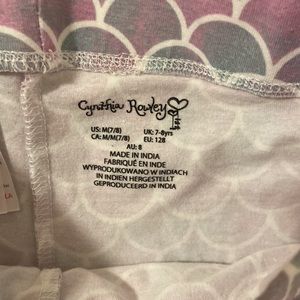 Cynthia Rowley
US: M(7/8) UK: 7-8yrs
CA: M/M(7/8) EU: 128
AU: 8
MADE IN INDIA
FABRIQUÉ EN INDE
WYPRODUKOWANO W INDIACH
IN INDIEN HERGESTELLT
GEPRODUCEERD IN INDIA